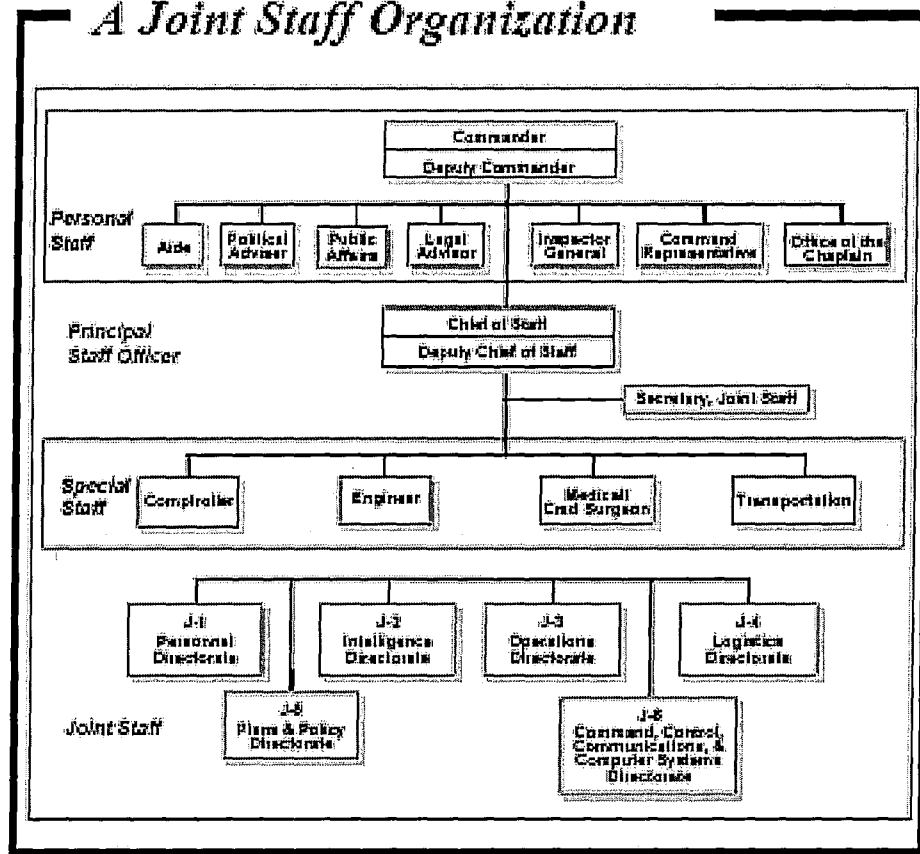 A Joint Staff Organization
Commander
Deputy Commander
Personal
Staff
Aide
Political
Adviser
Public
Affairs
Legal
Advisor
Inspector
General
Command
Representative
Office of the
Chaplain
Principal
Staff Officer
Chief of Staff
Deputy Chief of Staff
Secretary, Joint Staff
Special
Staff
Comptroller
Engineer
Medical/
Cmd Surgeon
Transportation
J-1
Personnel
Directorate
J-2
Intelligence
Directorate
J-3
Operations
Directorate
J-4
Logistics
Directorate
Joint Staff
J-5
Plans & Policy
Directorate
J-6
Command, Control,
Communications, &
Computer Systems
Directorate